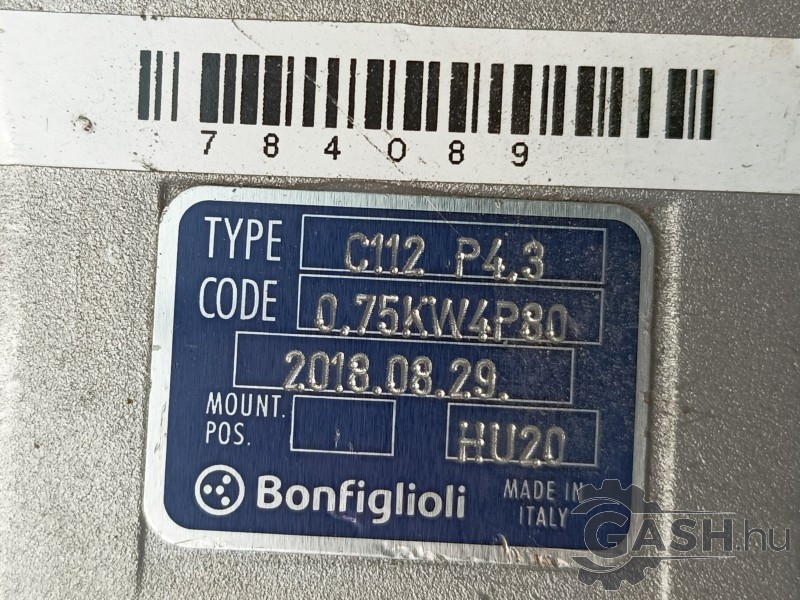 784089
TYPE C112 P4.3
CODE 0.75KW4P80
2018.08.29.
MOUNT. POS.
HU20
Bonfiglioli
MADE IN ITALY
GASH.hu